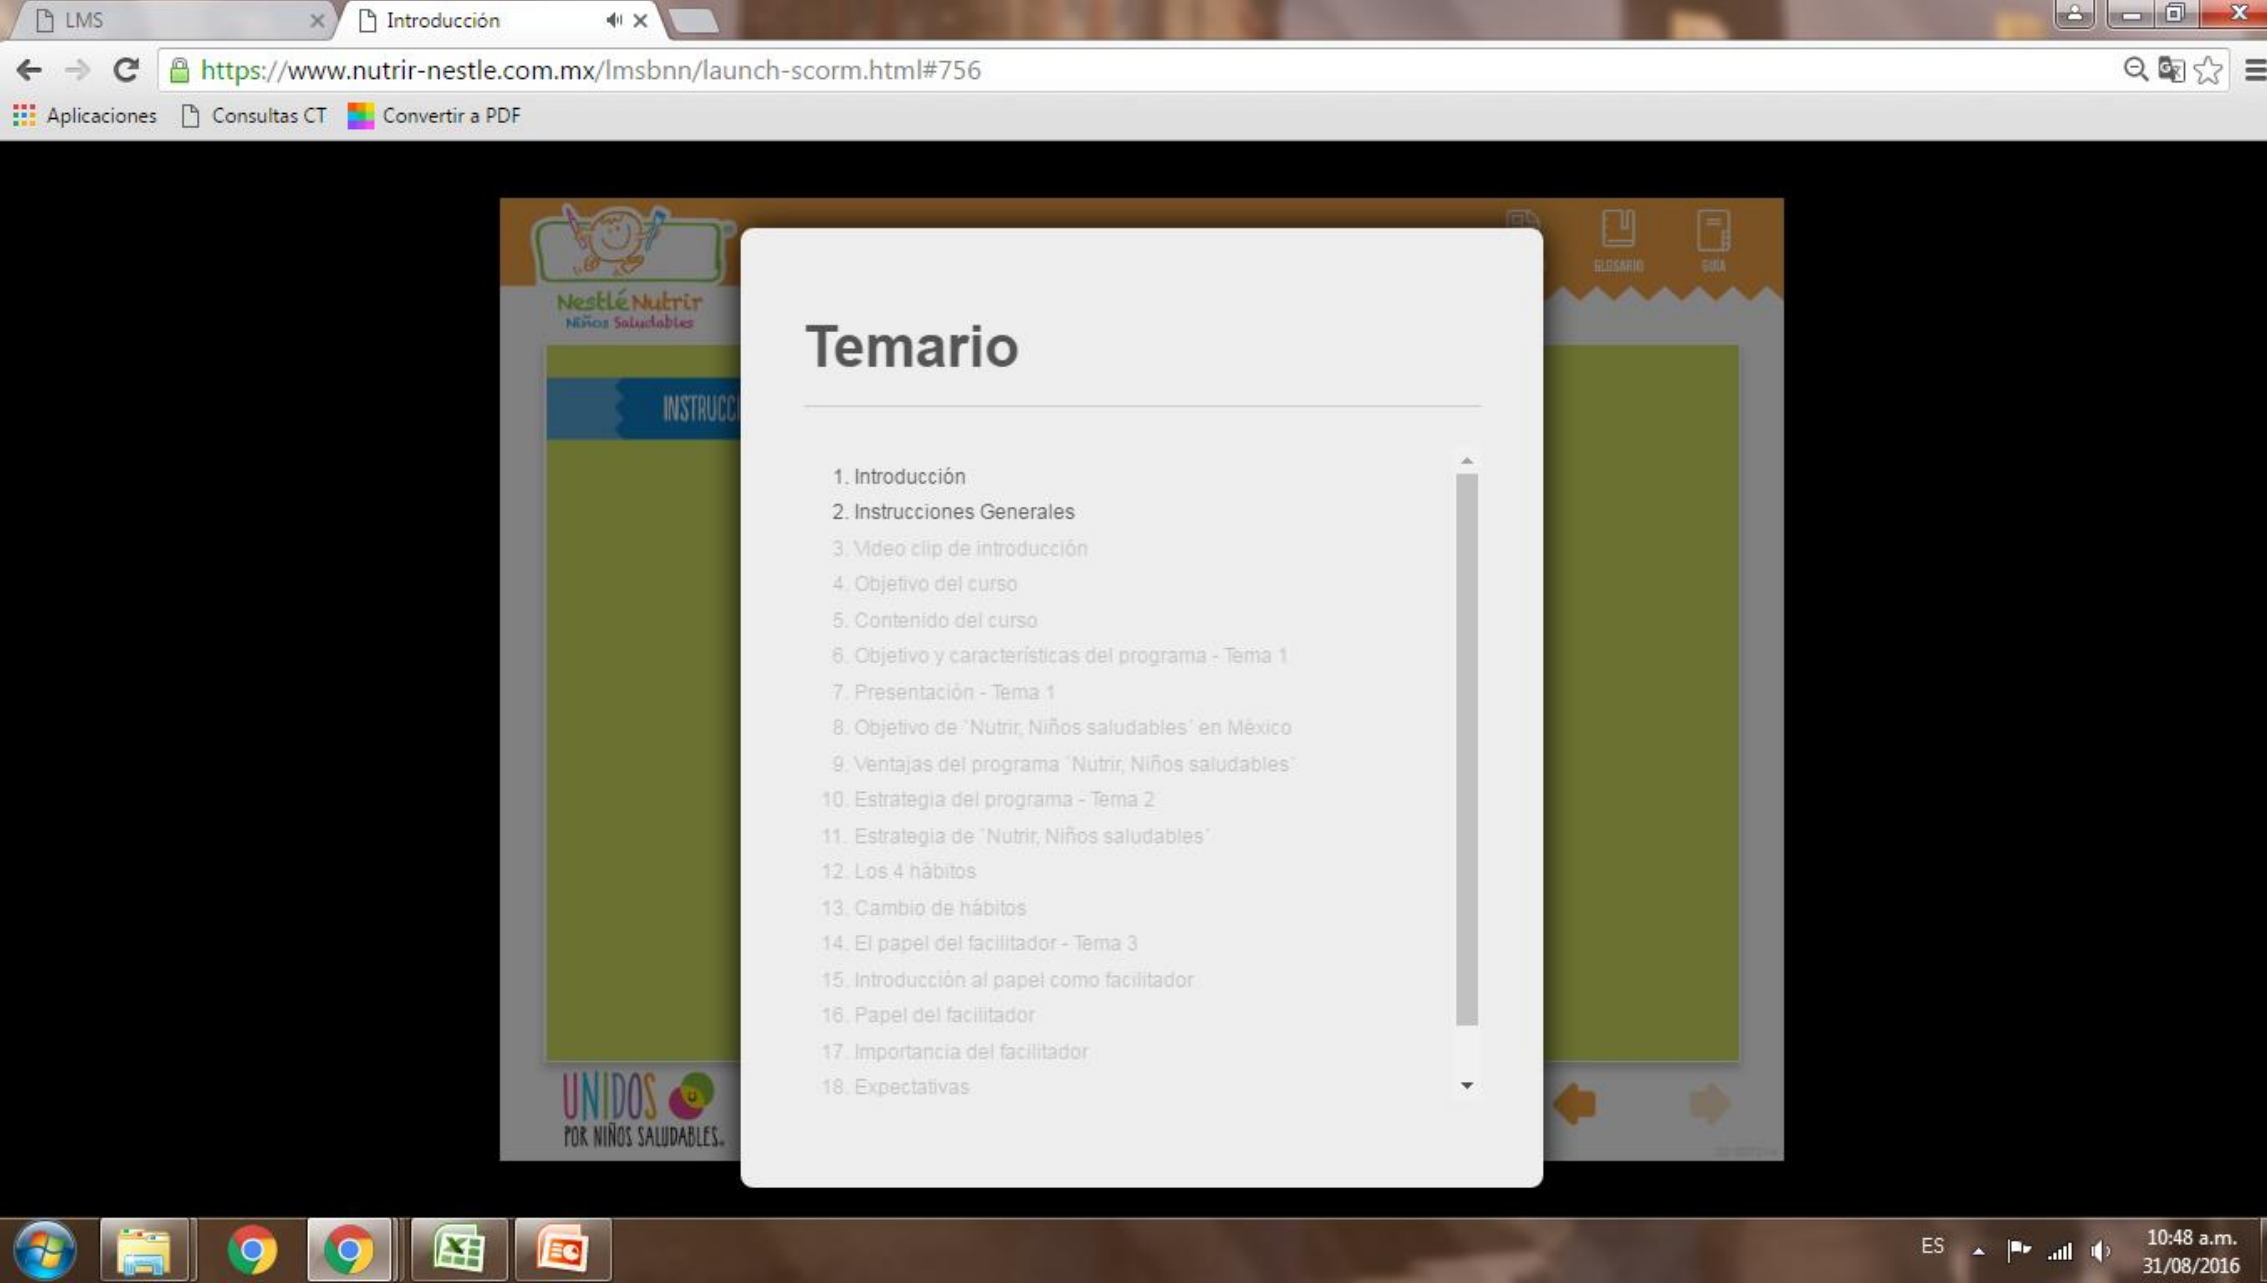 LMS
Introducción
https://www.nutrir-nestle.com.mx/lmsbnn/launch-scorm.html#756
Aplicaciones
Consultas CT
Convertir a PDF
GLOSARIO
GUÍA
Nestlé Nutrir
Niños Saludables
Temario
INSTRUCCI
1. Introducción
2. Instrucciones Generales
3. Video clip de introducción
4. Objetivo del curso
5. Contenido del curso
6. Objetivo y características del programa - Tema 1
7. Presentación - Tema 1
8. Objetivo de ´Nutrir, Niños saludables´ en México
9. Ventajas del programa ´Nutrir, Niños saludables´
10. Estrategia del programa - Tema 2
11. Estrategia de ´Nutrir, Niños saludables´
12. Los 4 hábitos
13. Cambio de hábitos
14. El papel del facilitador - Tema 3
15. Introducción al papel como facilitador
16. Papel del facilitador
17. Importancia del facilitador
18. Expectativas
UNIDOS
POR NIÑOS SALUDABLES.
ES
10:48 a.m.
31/08/2016